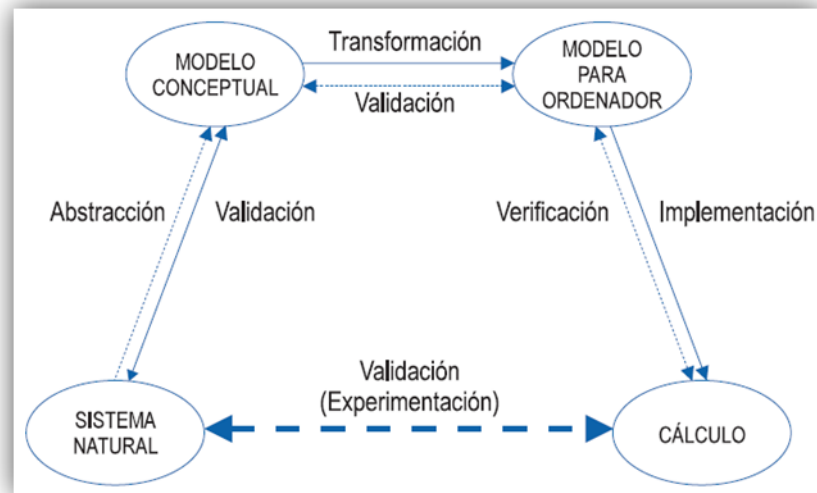 MODELO
CONCEPTUAL
Transformación
Validación
MODELO
PARA
ORDENADOR
Abstracción
Validación
Verificación
Implementación
Validación
(Experimentación)
SISTEMA
NATURAL
CÁLCULO